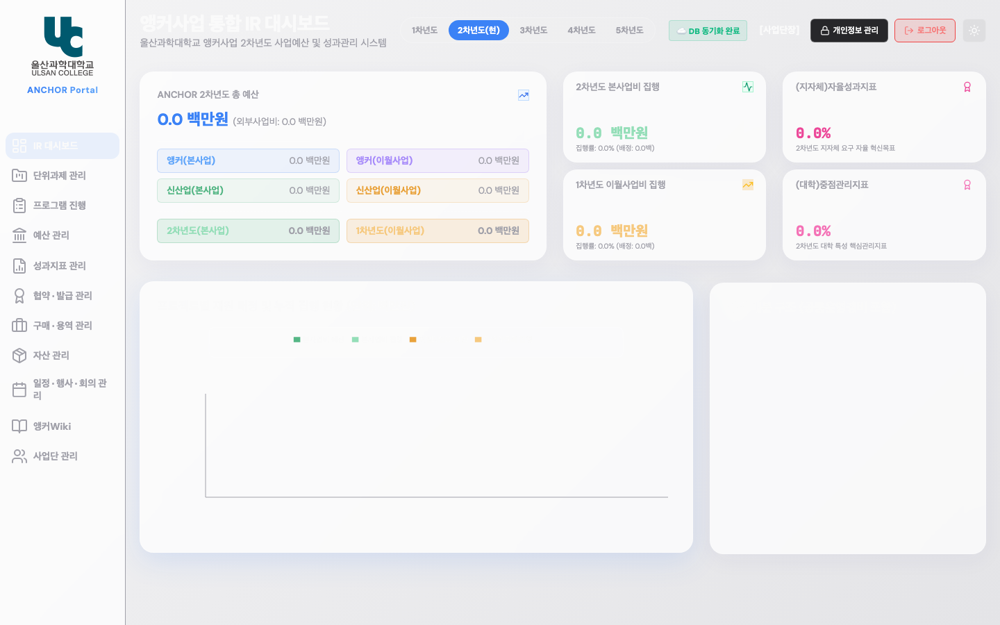 울산과학대학교
ULSAN COLLEGE
ANCHOR Portal
IR 대시보드
단위과제 관리
프로그램 진행
예산 관리
성과지표 관리
협약·발급 관리
구매·용역 관리
자산 관리
일정·행사·회의 관
리
앵커Wiki
사업단 관리
앵커사업 통합 IR 대시보드
울산과학대학교 앵커사업 2차년도 사업예산 및 성과관리 시스템
1차년도
2차년도(현)
3차년도
4차년도
5차년도
DB 동기화 완료
[사업단장]
개인정보 관리
로그아웃
ANCHOR 2차년도 총 예산
0.0 백만원 (외부사업비: 0.0 백만원)
앵커(본사업) 0.0 백만원
앵커(이월사업) 0.0 백만원
신산업(본사업) 0.0 백만원
신산업(이월사업) 0.0 백만원
2차년도(본사업) 0.0 백만원
1차년도(이월사업) 0.0 백만원
2차년도 본사업비 집행
0.0 백만원
집행률: 0.0% (배정: 0.0백)
(지자체)자율성과지표
0.0%
2차년도 지자체 요구 자율 혁신목표
1차년도 이월사업비 집행
0.0 백만원
집행률: 0.0% (배정: 0.0백)
(대학)중점관리지표
0.0%
2차년도 대학 특성 핵심관리지표